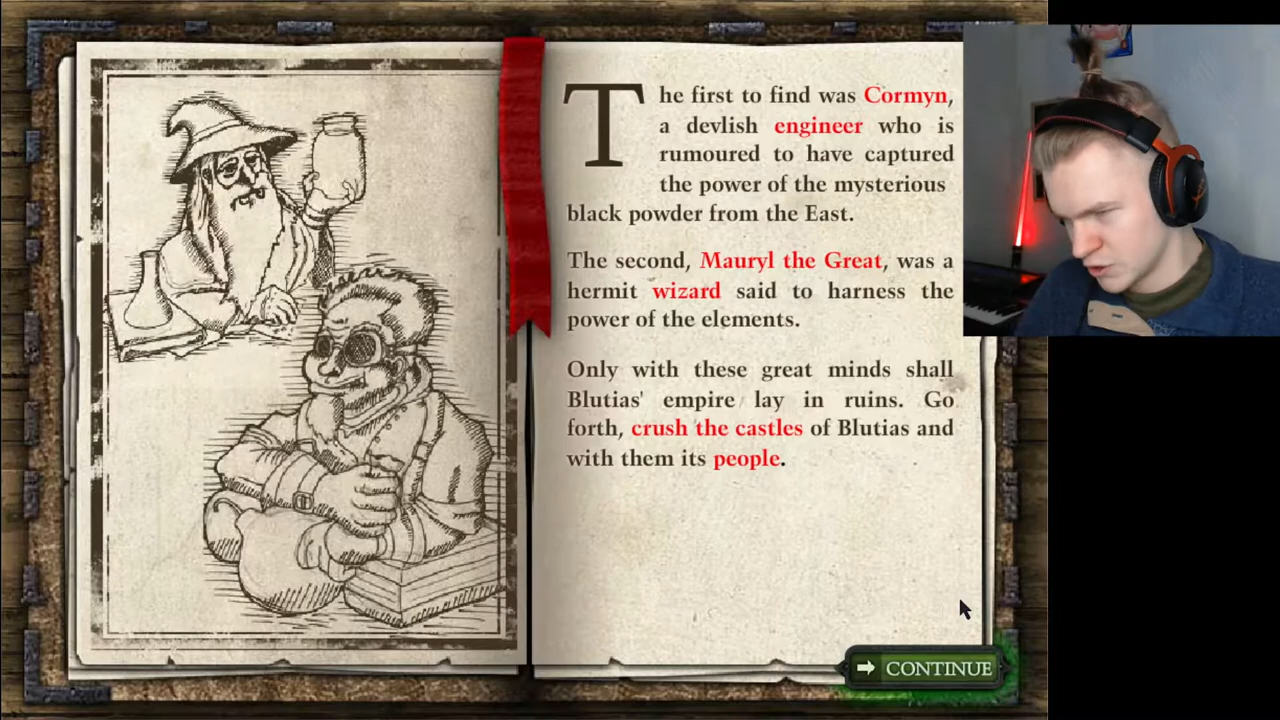 The first to find was Cormyn,
a devlish engineer who is
rumoured to have captured
the power of the mysterious
black powder from the East.
The second, Mauryl the Great, was a
hermit wizard said to harness the
power of the elements.
Only with these great minds shall
Blutias' empire lay in ruins. Go
forth, crush the castles of Blutias and
with them its people.
CONTINUE